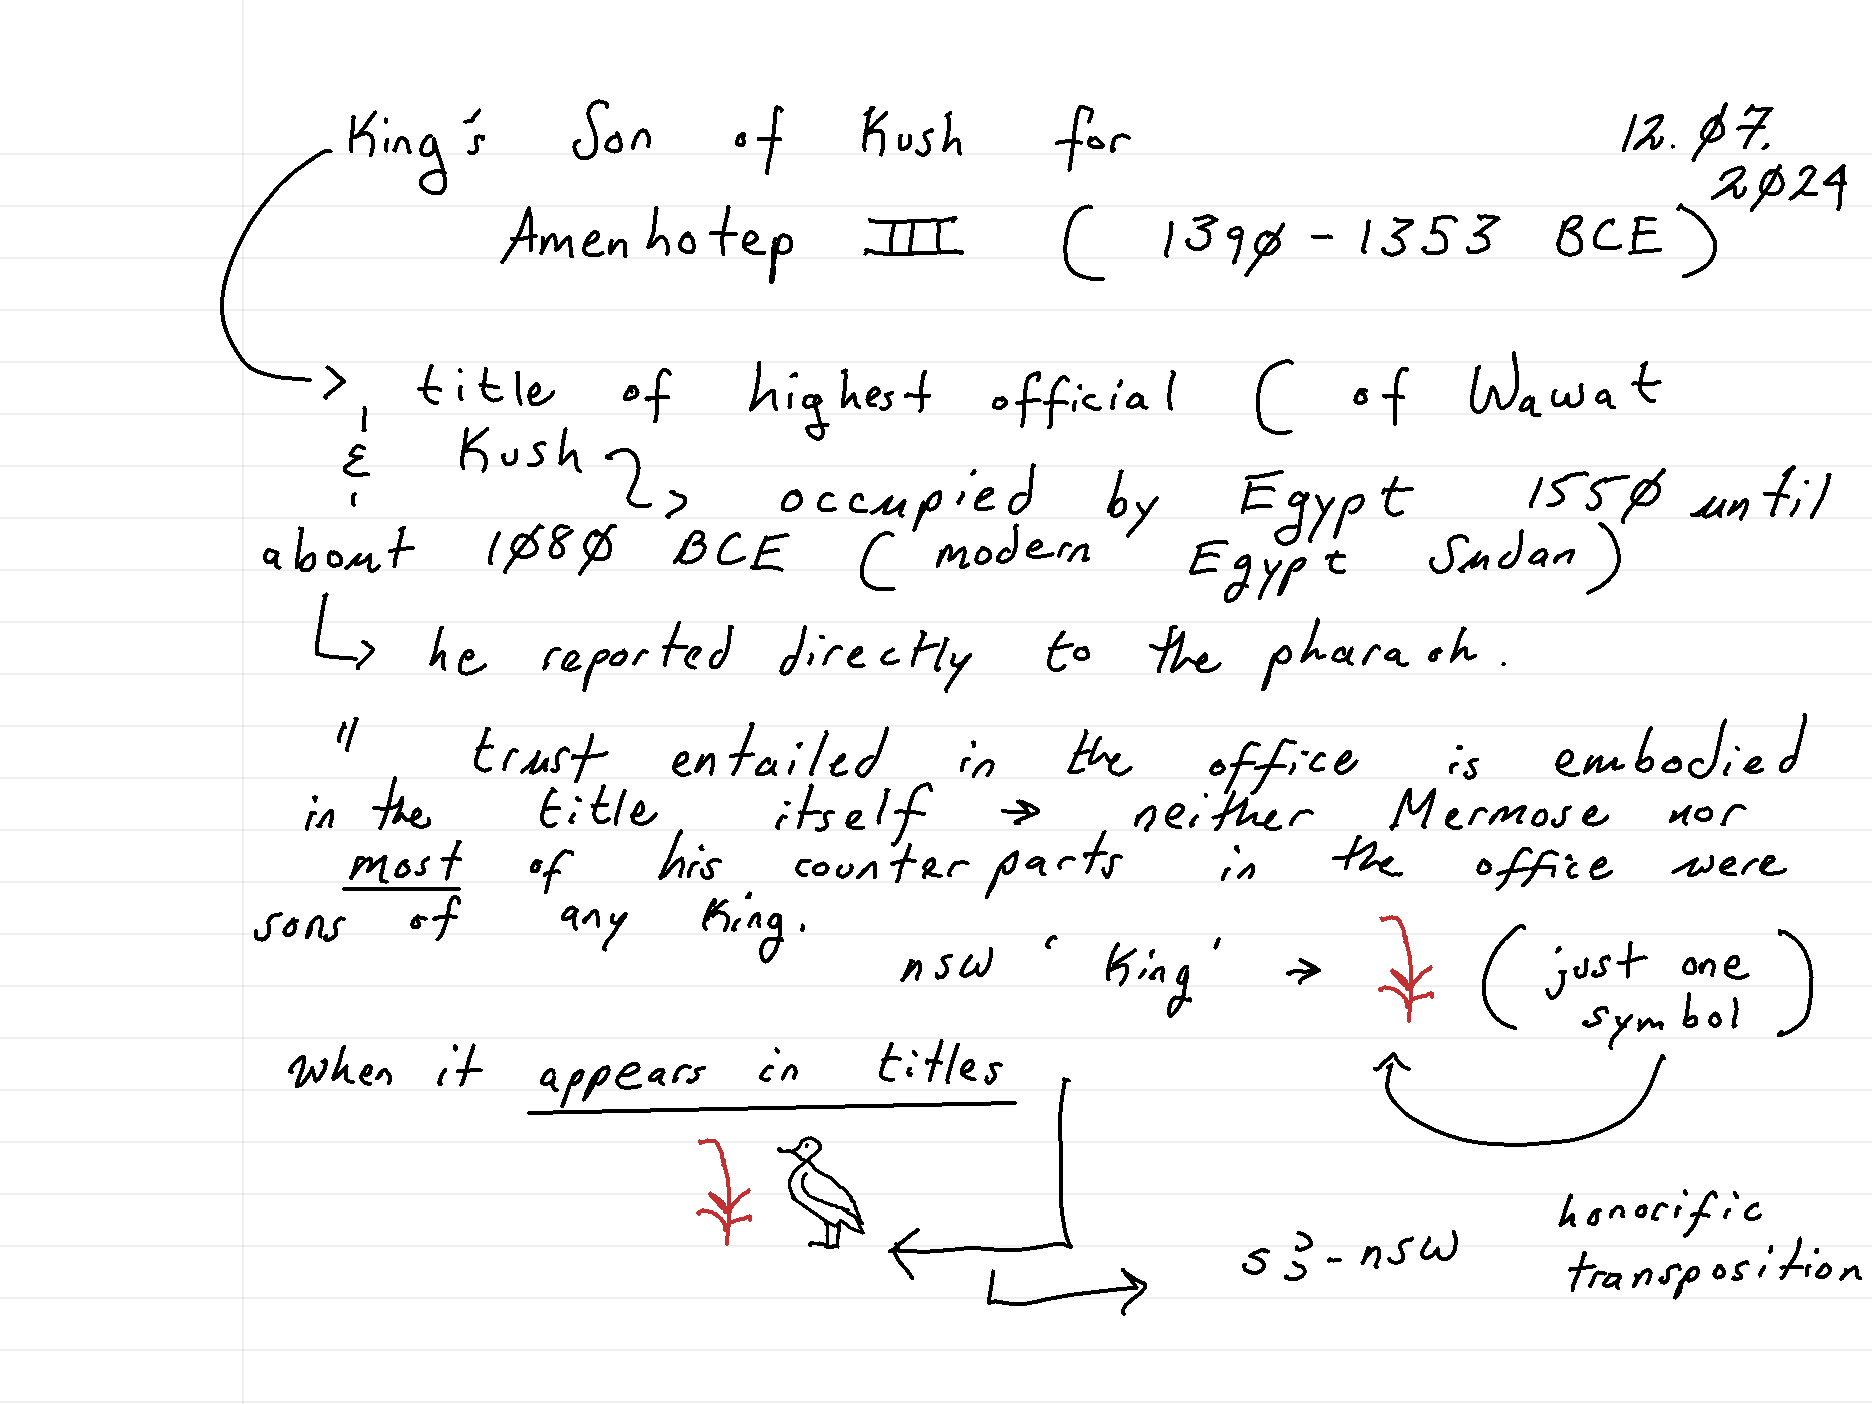 King's Son of Kush for
12.07.
2024
Amenhotep III (1390-1353 BCE)
→ title of highest official (of Wawat
& Kush → occupied by Egypt 1550 until
about 1080 BCE (modern Egypt Sudan)
↳ he reported directly to the pharaoh.
" trust entailed in the office is embodied
in the title itself → neither Mermose nor
most of his counterparts in the office were
sons of any King.
nsw 'King' → (just one
symbol)
when it appears in titles
honorific
s3-nsw
transposition